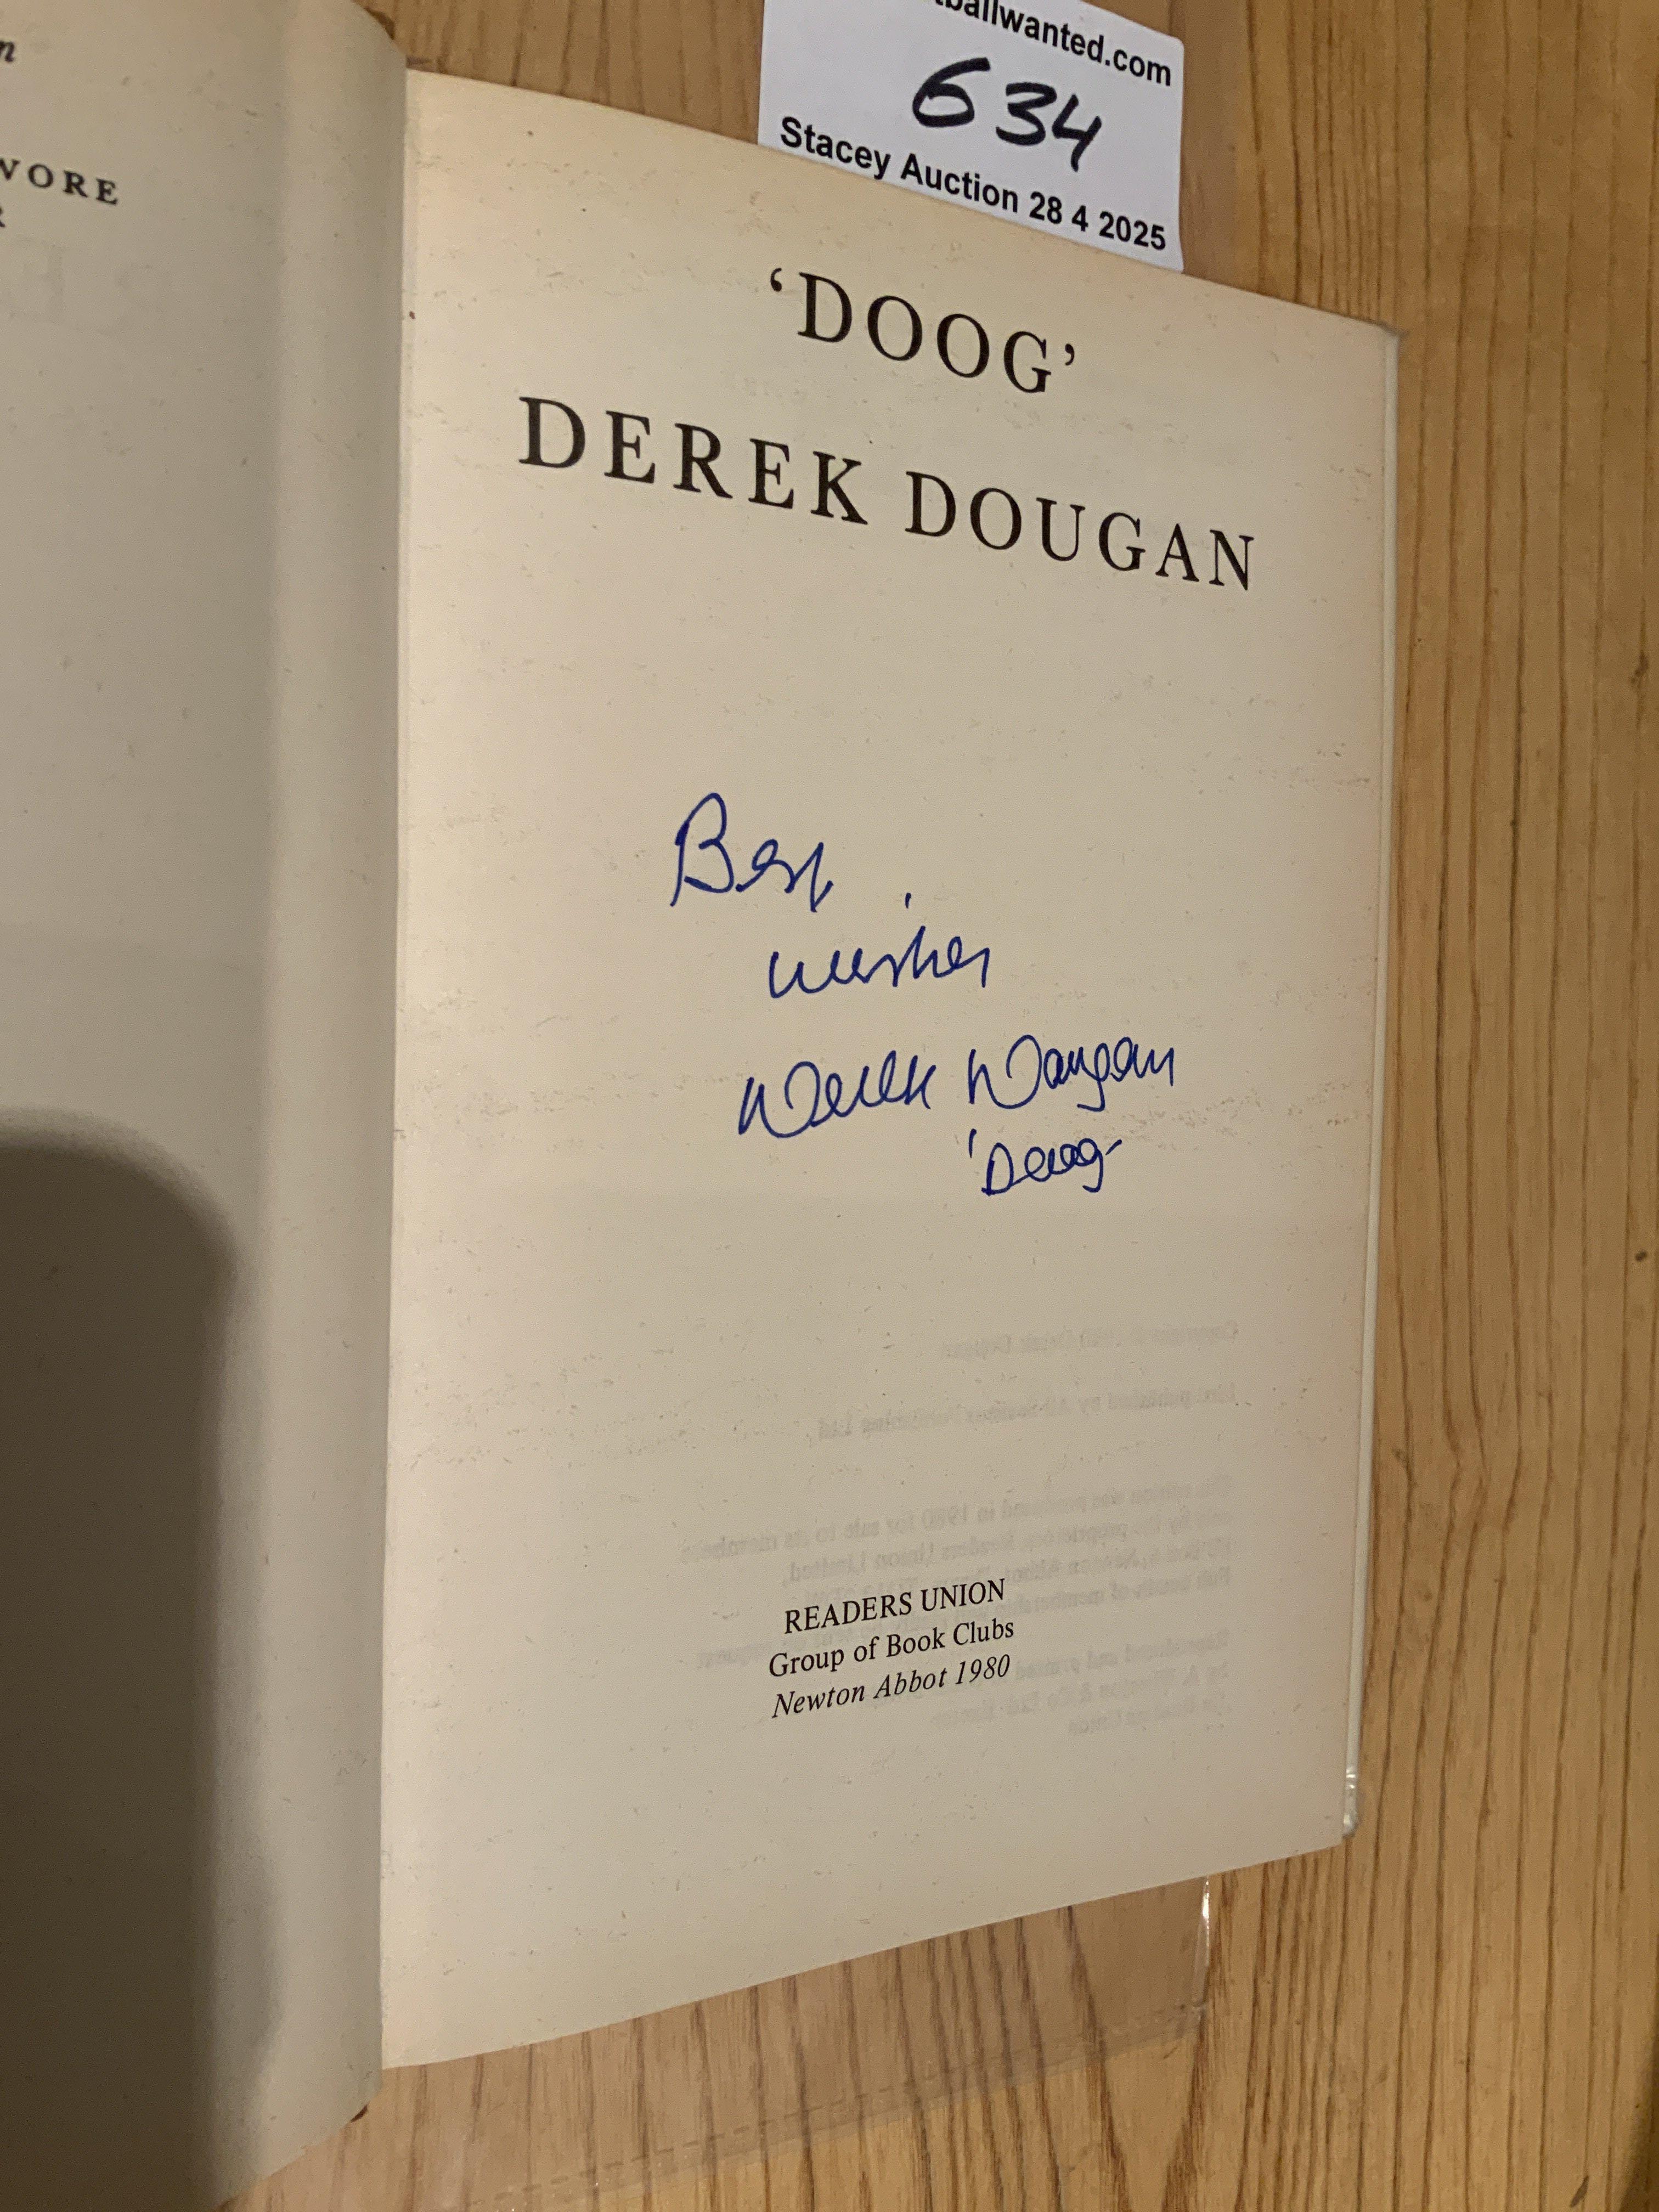 ballwanted.com
634
Stacey Auction 28 4 2025
n
WORE
R
‘DOOG’
DEREK DOUGAN
Best
wishes
Derek Dougan
'Doog'
READERS UNION
Group of Book Clubs
Newton Abbot 1980